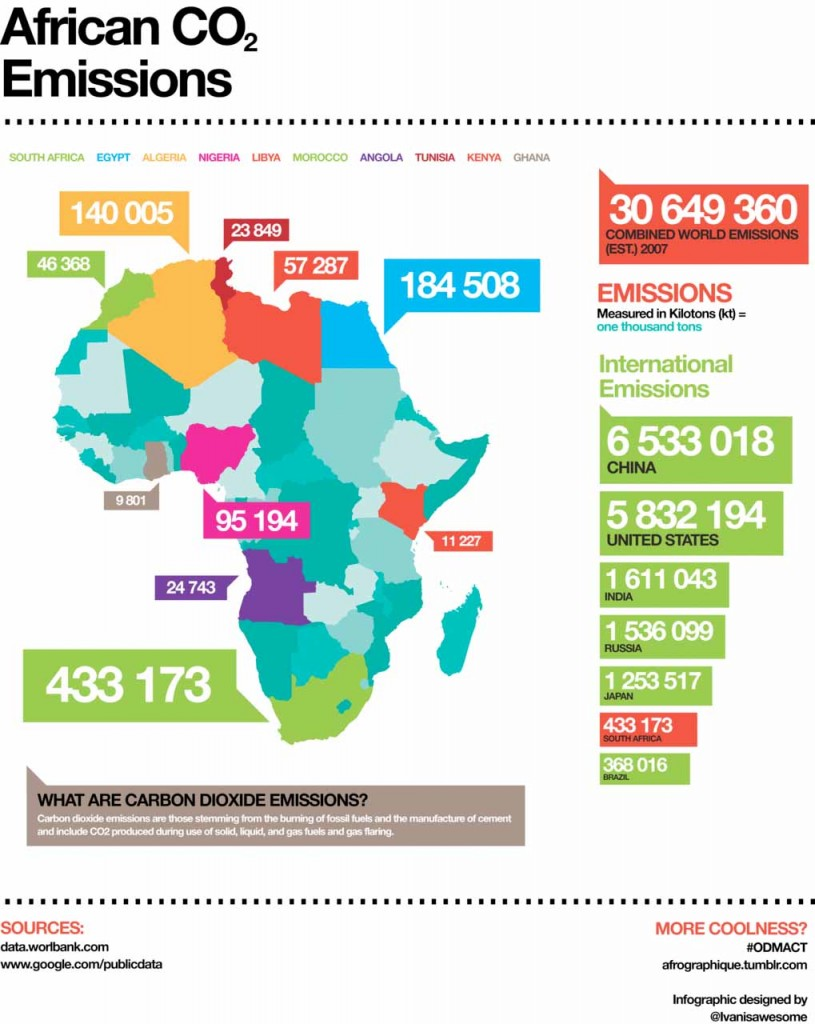 African CO2
Emissions
SOUTH AFRICA EGYPT ALGERIA NIGERIA LIBYA MOROCCO ANGOLA TUNISIA KENYA GHANA
140 005
23 849
46 368
57 287
184 508
9 801
95 194
11 227
24 743
433 173
30 649 360
COMBINED WORLD EMISSIONS
(EST.) 2007
EMISSIONS
Measured in Kilotons (kt) =
one thousand tons
International
Emissions
6 533 018
CHINA
5 832 194
UNITED STATES
1 611 043
INDIA
1 536 099
RUSSIA
1 253 517
JAPAN
433 173
SOUTH AFRICA
368 016
BRAZIL
WHAT ARE CARBON DIOXIDE EMISSIONS?
Carbon dioxide emissions are those stemming from the burning of fossil fuels and the manufacture of cement
and include CO2 produced during use of solid, liquid, and gas fuels and gas flaring.
SOURCES:
data.worlbank.com
www.google.com/publicdata
MORE COOLNESS?
#ODMACT
afrographique.tumblr.com
Infographic designed by
@Ivanisawesome